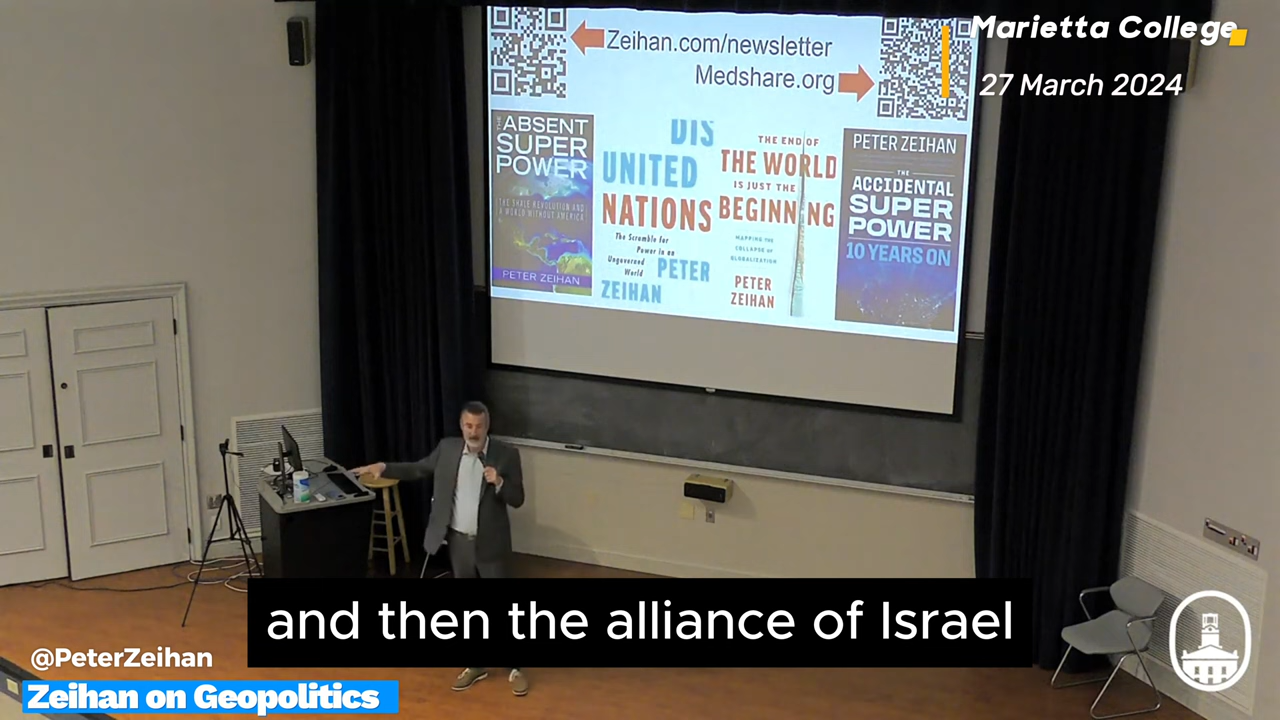 Marietta College
27 March 2024
Zeihan.com/newsletter
Medshare.org
THE
ABSENT
SUPER
POWER
THE SHALE REVOLUTION AND
A WORLD WITHOUT AMERICA
PETER ZEIHAN
DIS
UNITED
NATIONS
The Scramble for
Power in an
Ungoverned
World
PETER
ZEIHAN
THE END OF
THE WORLD
IS JUST THE
BEGINNING
MAPPING THE
COLLAPSE OF
GLOBALIZATION
PETER
ZEIHAN
PETER ZEIHAN
THE
ACCIDENTAL
SUPER
POWER
10 YEARS ON
and then the alliance of Israel
@PeterZeihan
Zeihan on Geopolitics